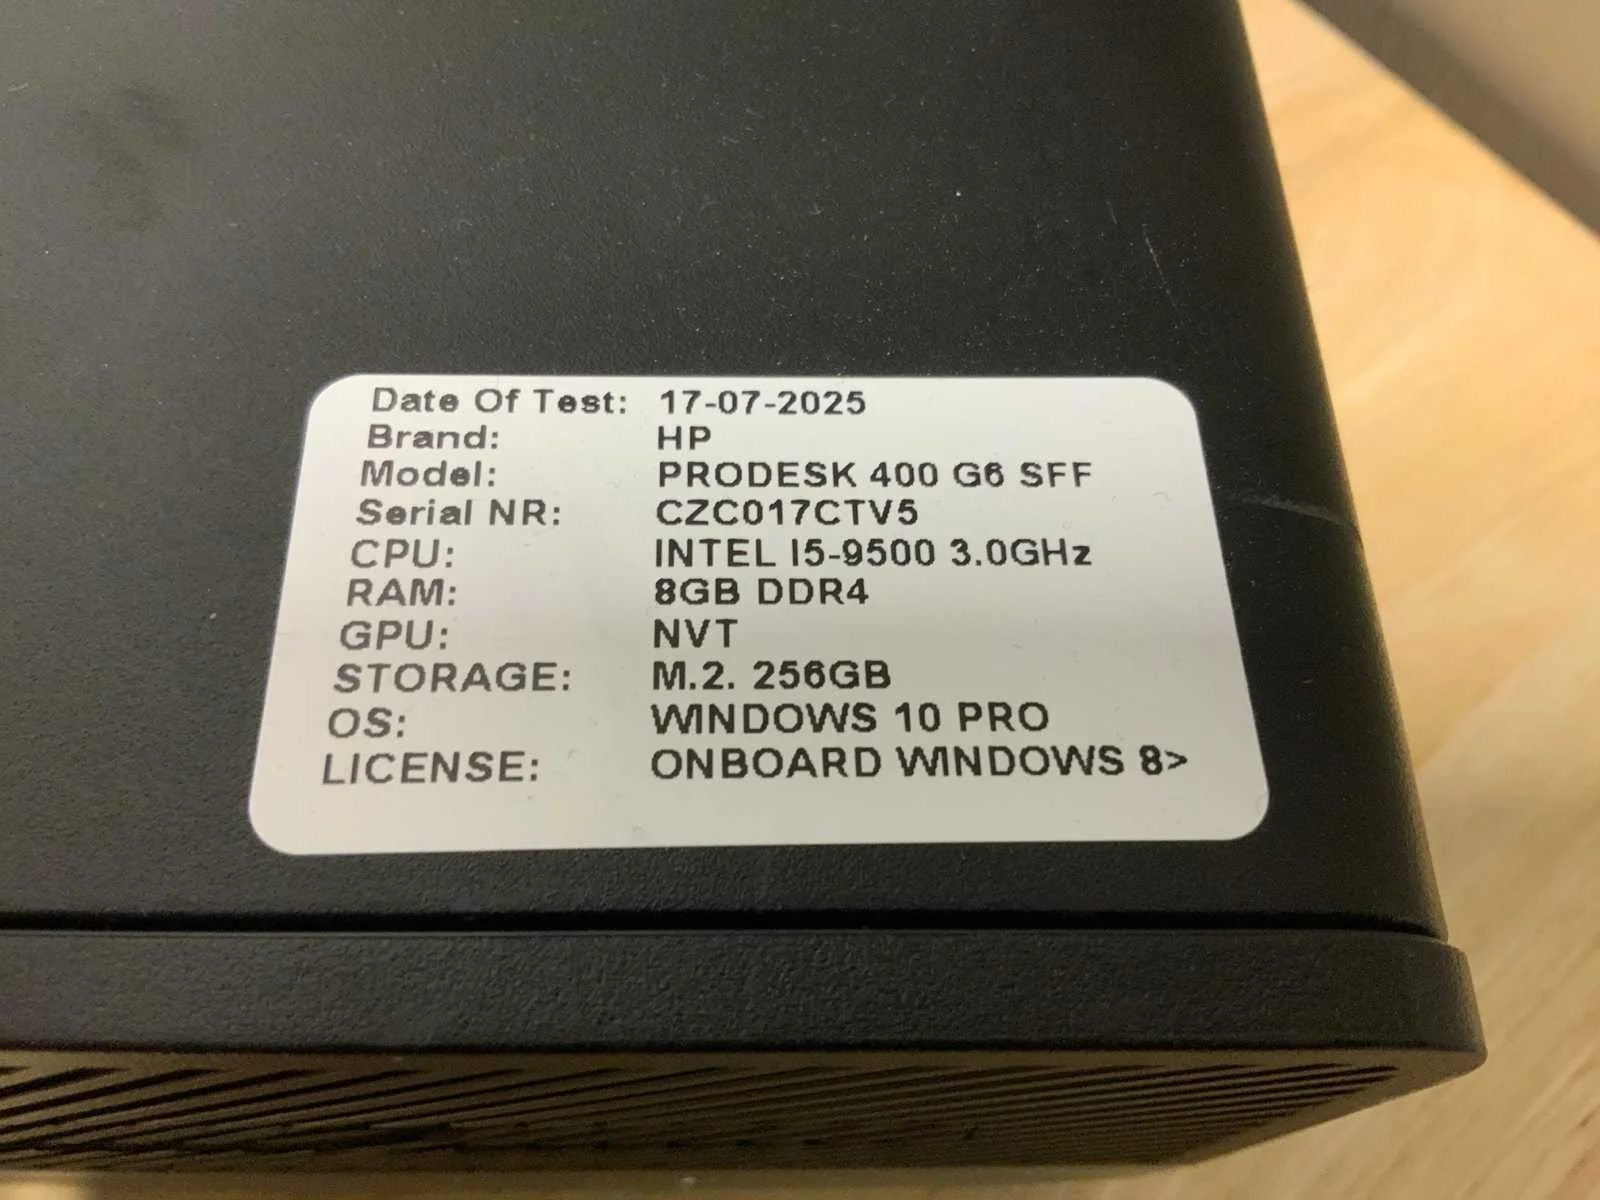 Date Of Test: 17-07-2025
Brand: HP
Model: PRODESK 400 G6 SFF
Serial NR: CZC017CTV5
CPU: INTEL I5-9500 3.0GHz
RAM: 8GB DDR4
GPU: NVT
STORAGE: M.2. 256GB
OS: WINDOWS 10 PRO
LICENSE: ONBOARD WINDOWS 8>